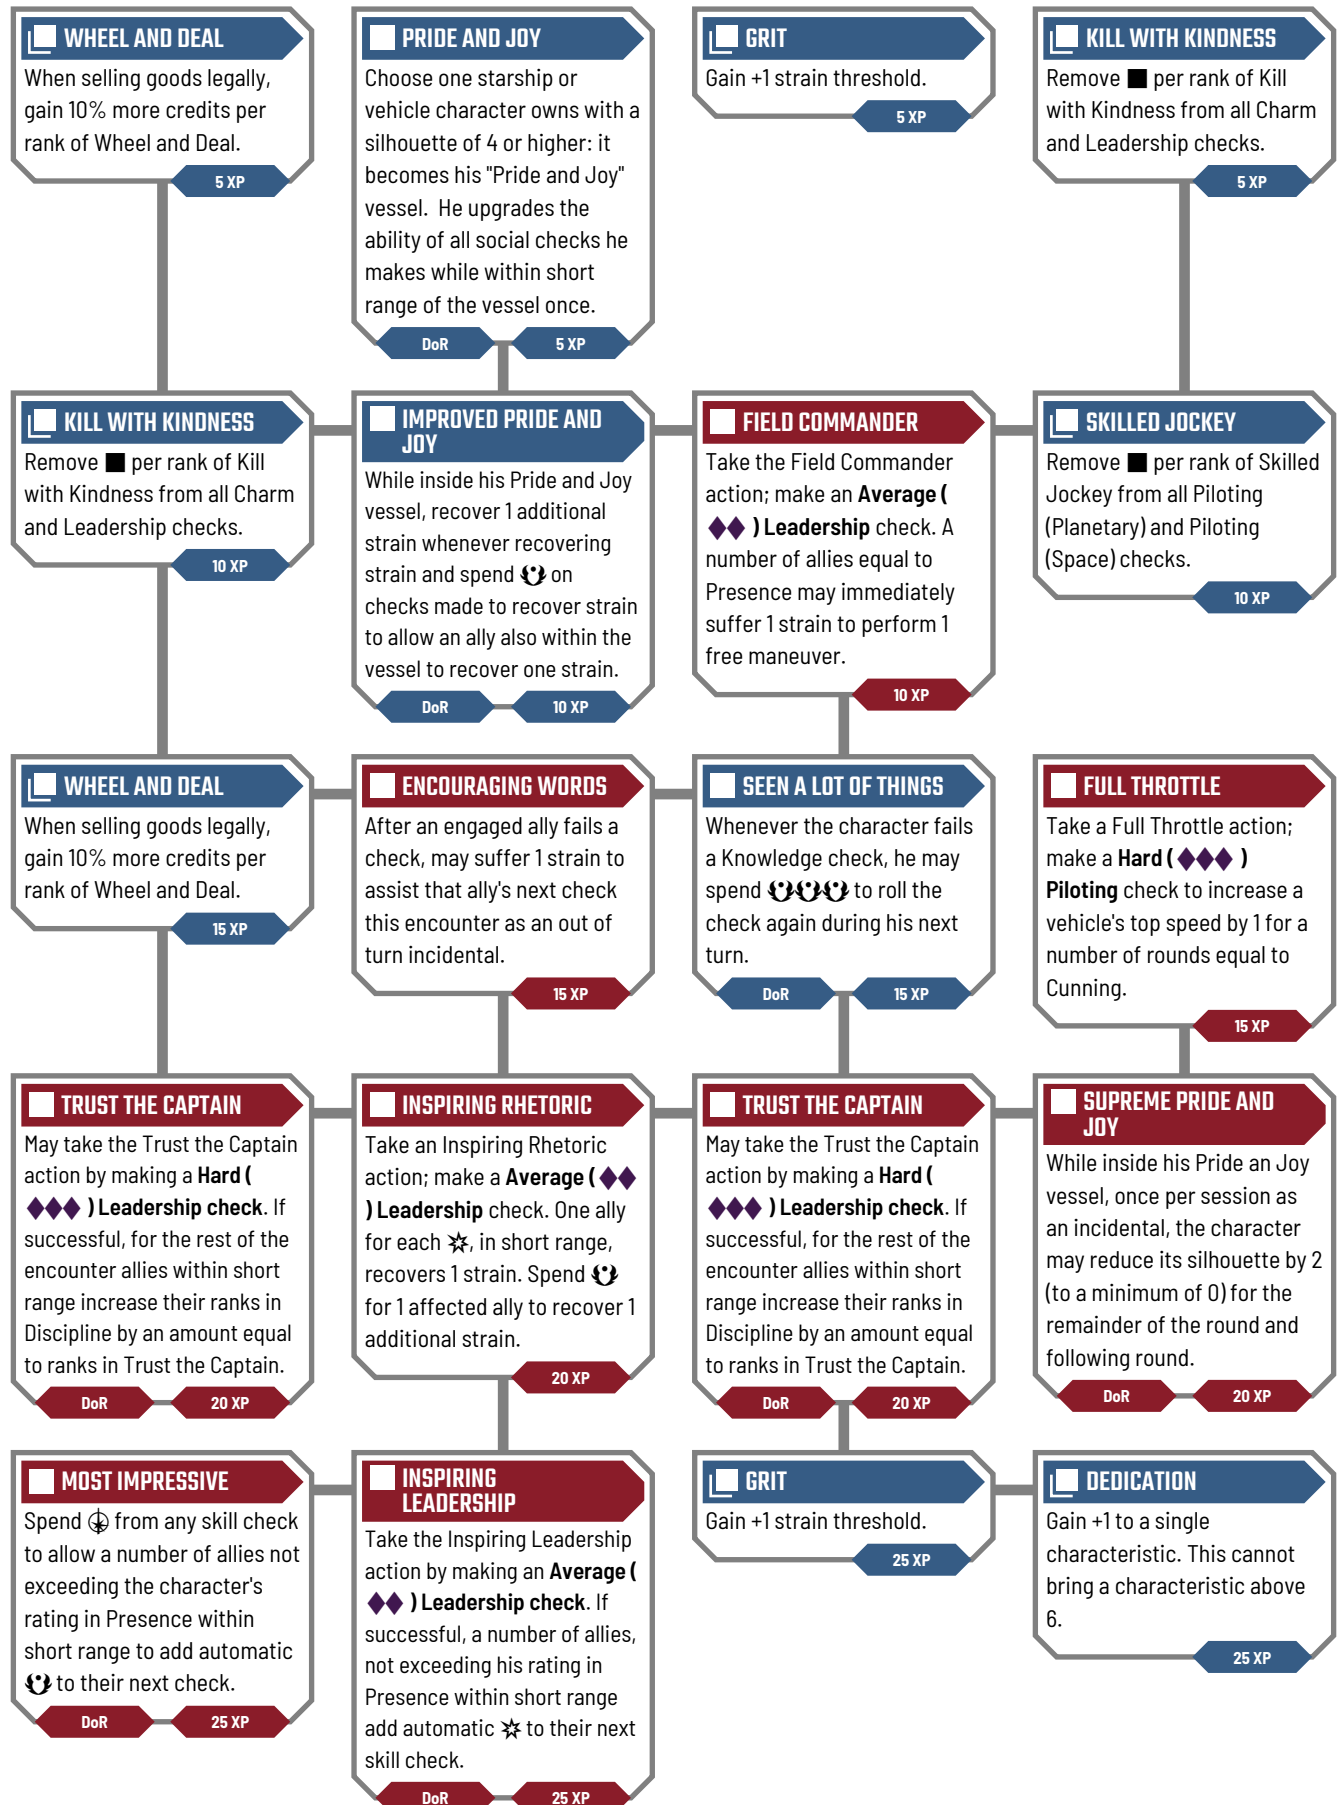 WHEEL AND DEAL
When selling goods legally,
gain 10% more credits per
rank of Wheel and Deal.
5 XP
PRIDE AND JOY
Choose one starship or
vehicle character owns with a
silhouette of 4 or higher: it
becomes his "Pride and Joy"
vessel. He upgrades the
ability of all social checks he
makes while within short
range of the vessel once.
DoR
5 XP
GRIT
Gain +1 strain threshold.
5 XP
KILL WITH KINDNESS
Remove ■ per rank of Kill
with Kindness from all Charm
and Leadership checks.
5 XP
KILL WITH KINDNESS
Remove ■ per rank of Kill
with Kindness from all Charm
and Leadership checks.
10 XP
IMPROVED PRIDE AND
JOY
While inside his Pride and Joy
vessel, recover 1 additional
strain whenever recovering
strain and spend on
checks made to recover strain
to allow an ally also within the
vessel to recover one strain.
DoR
10 XP
FIELD COMMANDER
Take the Field Commander
action; make an Average (
◆◆ ) Leadership check. A
number of allies equal to
Presence may immediately
suffer 1 strain to perform 1
free maneuver.
10 XP
SKILLED JOCKEY
Remove ■ per rank of Skilled
Jockey from all Piloting
(Planetary) and Piloting
(Space) checks.
10 XP
WHEEL AND DEAL
When selling goods legally,
gain 10% more credits per
rank of Wheel and Deal.
15 XP
ENCOURAGING WORDS
After an engaged ally fails a
check, may suffer 1 strain to
assist that ally's next check
this encounter as an out of
turn incidental.
15 XP
SEEN A LOT OF THINGS
Whenever the character fails
a Knowledge check, he may
spend to roll the
check again during his next
turn.
DoR
15 XP
FULL THROTTLE
Take a Full Throttle action;
make a Hard ( ◆◆◆ )
Piloting check to increase a
vehicle's top speed by 1 for a
number of rounds equal to
Cunning.
15 XP
TRUST THE CAPTAIN
May take the Trust the Captain
action by making a Hard (
◆◆◆ ) Leadership check. If
successful, for the rest of the
encounter allies within short
range increase their ranks in
Discipline by an amount equal
to ranks in Trust the Captain.
DoR
20 XP
INSPIRING RHETORIC
Take an Inspiring Rhetoric
action; make a Average ( ◆◆
) Leadership check. One ally
for each , in short range,
recovers 1 strain. Spend
for 1 affected ally to recover 1
additional strain.
20 XP
TRUST THE CAPTAIN
May take the Trust the Captain
action by making a Hard (
◆◆◆ ) Leadership check. If
successful, for the rest of the
encounter allies within short
range increase their ranks in
Discipline by an amount equal
to ranks in Trust the Captain.
DoR
20 XP
SUPREME PRIDE AND
JOY
While inside his Pride an Joy
vessel, once per session as
an incidental, the character
may reduce its silhouette by 2
(to a minimum of 0) for the
remainder of the round and
following round.
DoR
20 XP
MOST IMPRESSIVE
Spend from any skill check
to allow a number of allies not
exceeding the character's
rating in Presence within
short range to add automatic
to their next check.
DoR
25 XP
INSPIRING
LEADERSHIP
Take the Inspiring Leadership
action by making an Average (
◆◆ ) Leadership check. If
successful, a number of allies,
not exceeding his rating in
Presence within short range
add automatic to their next
skill check.
DoR
25 XP
GRIT
Gain +1 strain threshold.
25 XP
DEDICATION
Gain +1 to a single
characteristic. This cannot
bring a characteristic above
6.
25 XP